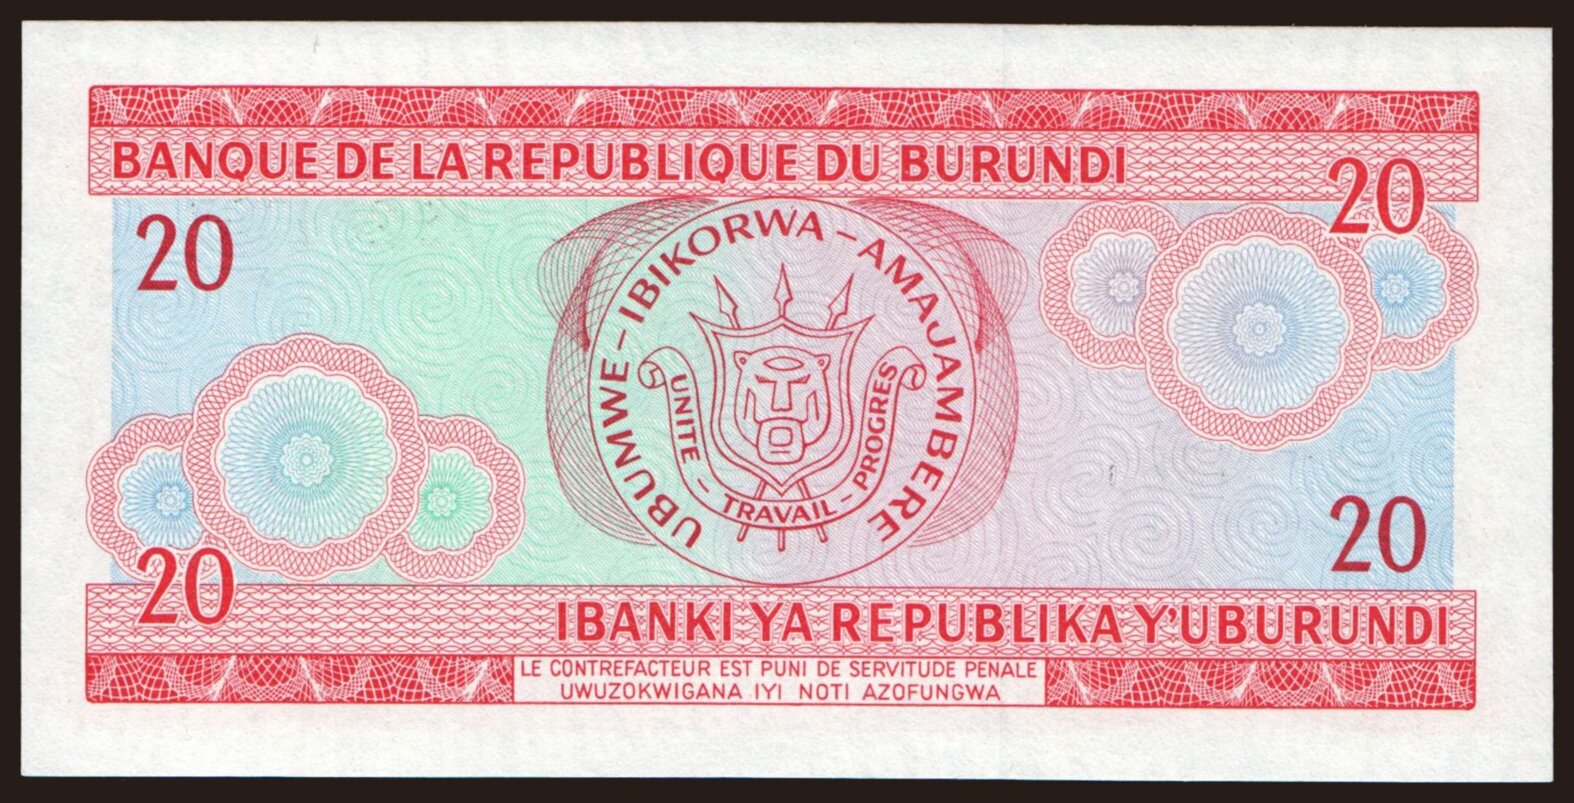 BANQUE DE LA REPUBLIQUE DU BURUNDI
20
20
UBUMWE - IBIKORWA - AMAJAMBERE
UNITE - TRAVAIL - PROGRES
20
20
IBANKI YA REPUBLIKA Y'UBURUNDI
LE CONTREFACTEUR EST PUNI DE SERVITUDE PENALE
UWUZOKWIGANA IYI NOTI AZOFUNGWA